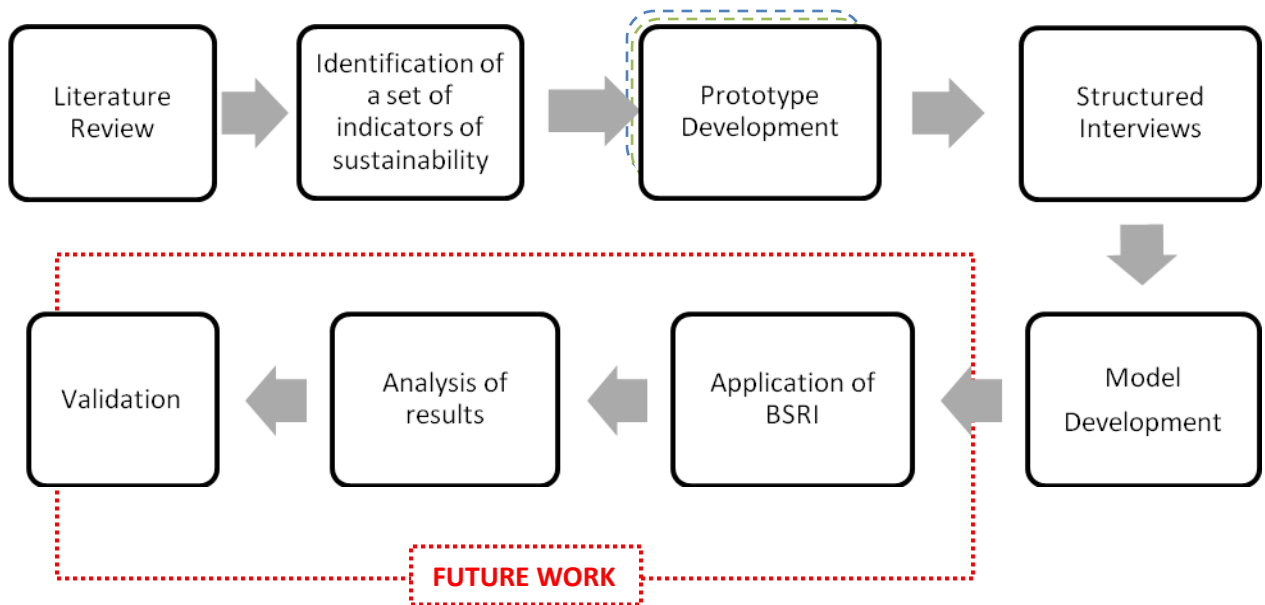 Literature
Review
Identification of
a set of
indicators of
sustainability
Prototype
Development
Structured
Interviews
Model
Development
Application of
BSRI
Analysis of
results
Validation
FUTURE WORK